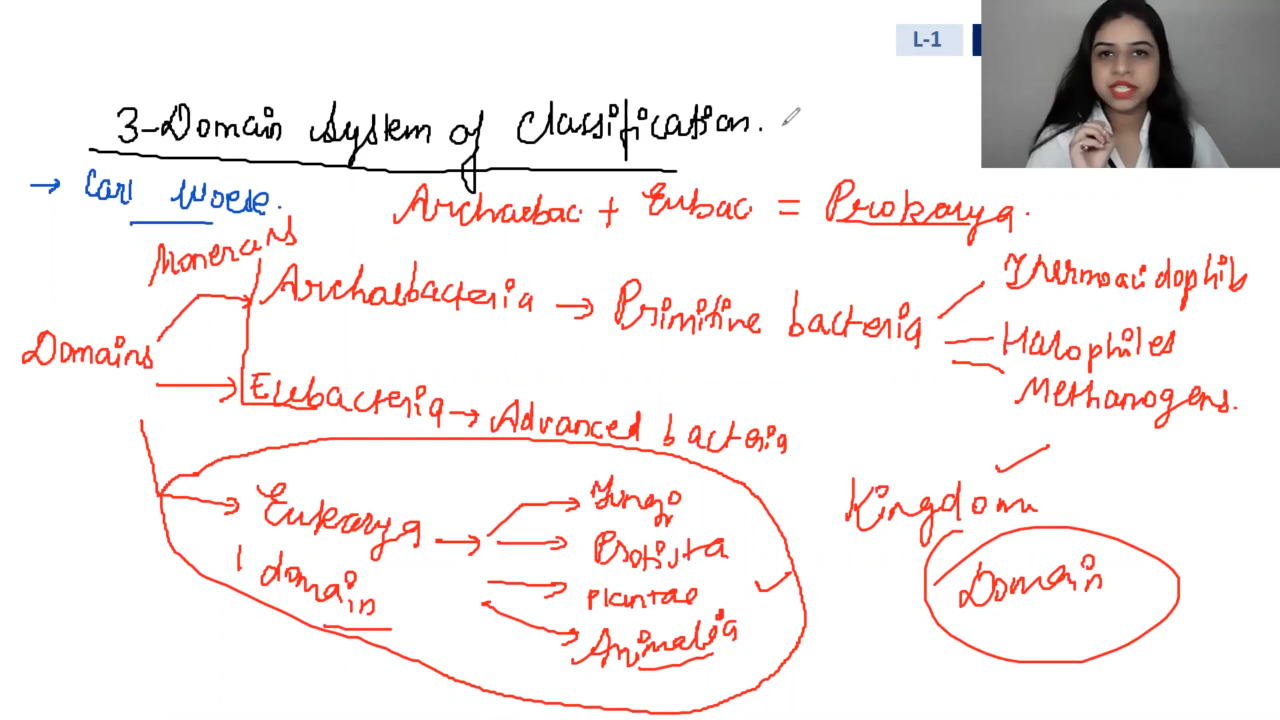 L-1
3-Domain System of Classification.
→ Carl Woese.
Archaebac + Eubac = Prokarya.
Monerans
Domains
Archaebacteria → Primitive bacteria
Thermoacidophils
Halophiles
Methanogens.
Eubacteria → Advanced bacteria
Eukarya →
1 domain
Fungi
Protista
Plantae
Animalia
Kingdom
Domain